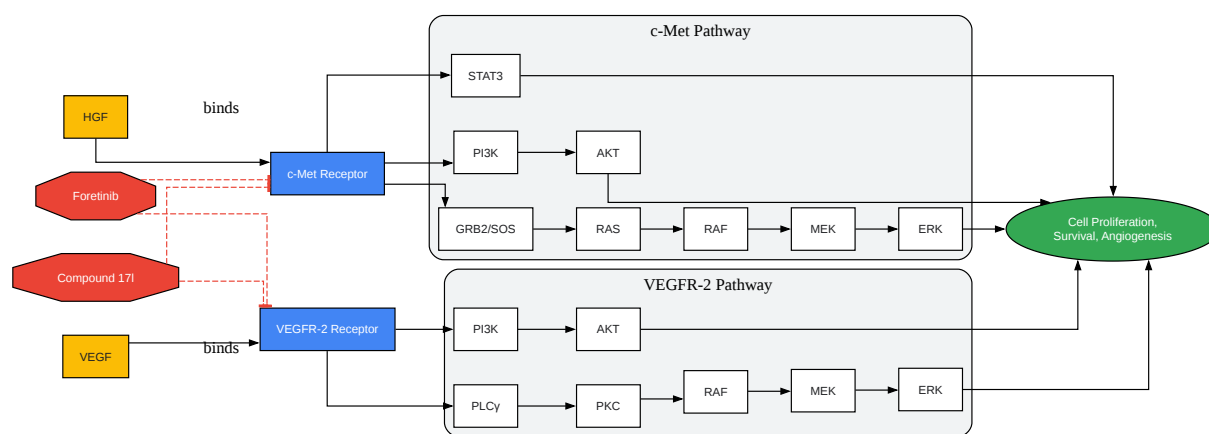 c-Met Pathway
STAT3
HGF
binds
PI3K
AKT
c-Met Receptor
Foretinib
GRB2/SOS
RAS
RAF
MEK
ERK
Cell Proliferation,
Survival, Angiogenesis
Compound 17l
VEGFR-2 Pathway
VEGFR-2 Receptor
PI3K
AKT
VEGF
binds
PLCγ
PKC
RAF
MEK
ERK